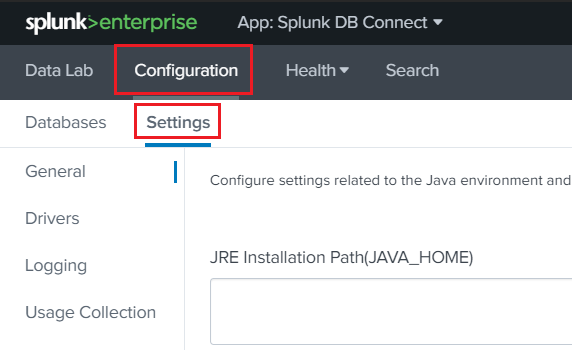 splunk>enterprise App: Splunk DB Connect
Data Lab Configuration Health Search
Databases Settings
General
Configure settings related to the Java environment and
Drivers
Logging
JRE Installation Path(JAVA_HOME)
Usage Collection